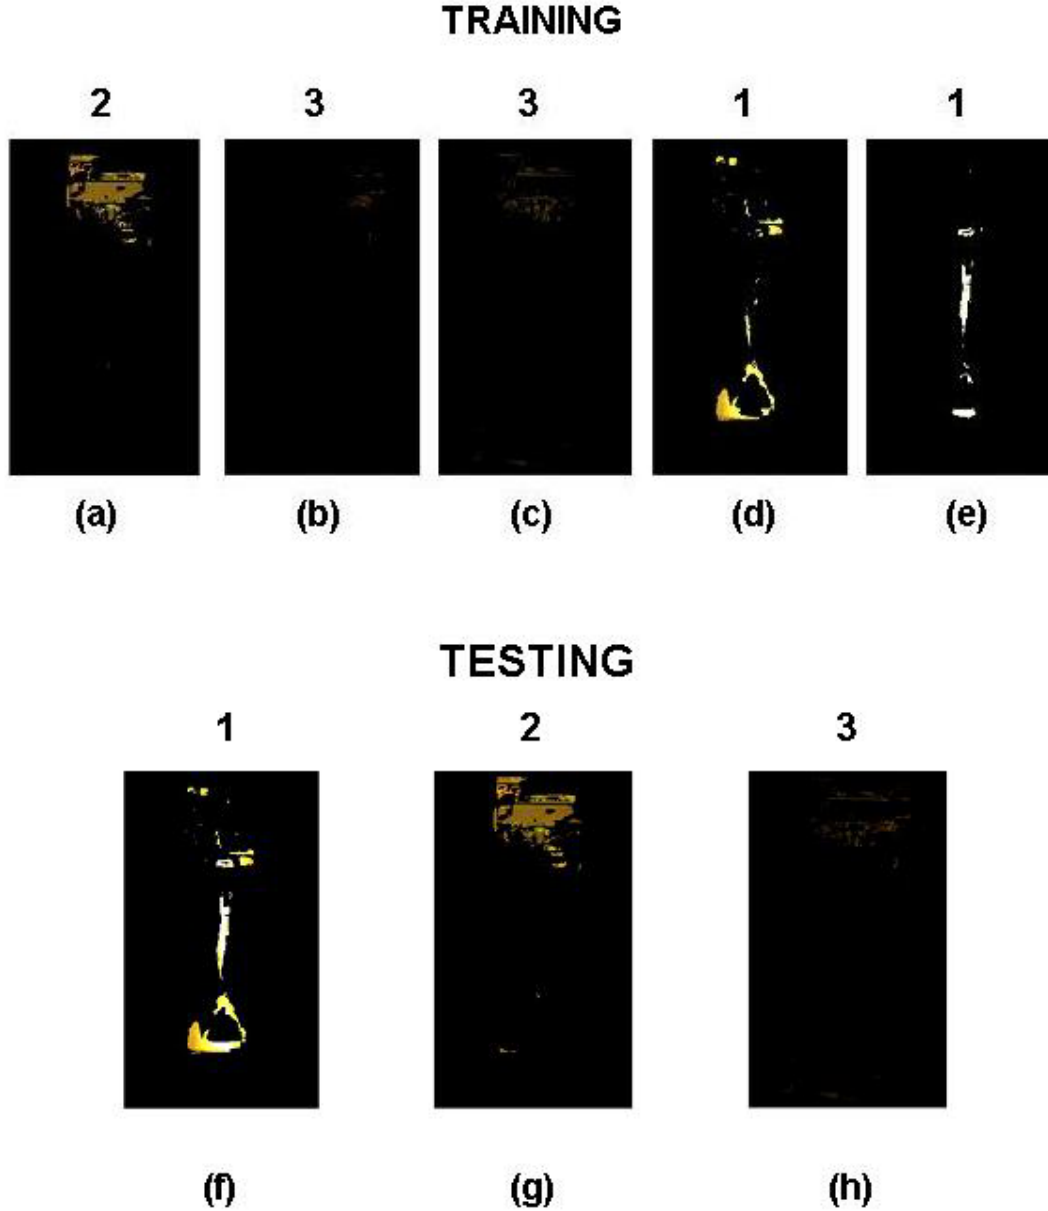 TRAINING
2 3 3 1 1
(a) (b) (c) (d) (e)
TESTING
1 2 3
(f) (g) (h)